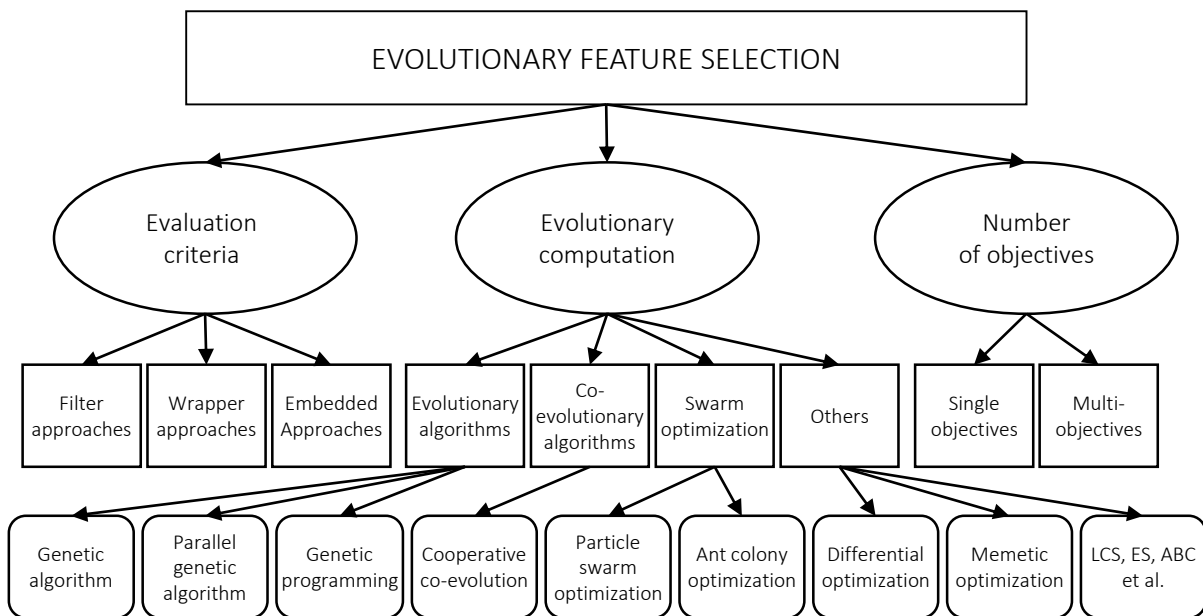 EVOLUTIONARY FEATURE SELECTION
Evaluation
criteria
Evolutionary
computation
Number
of objectives
Filter
approaches
Wrapper
approaches
Embedded
Approaches
Evolutionary
algorithms
Co-
evolutionary
algorithms
Swarm
optimization
Others
Single
objectives
Multi-
objectives
Genetic
algorithm
Parallel
genetic
algorithm
Genetic
programming
Cooperative
co-evolution
Particle
swarm
optimization
Ant colony
optimization
Differential
optimization
Memetic
optimization
LCS, ES, ABC
et al.